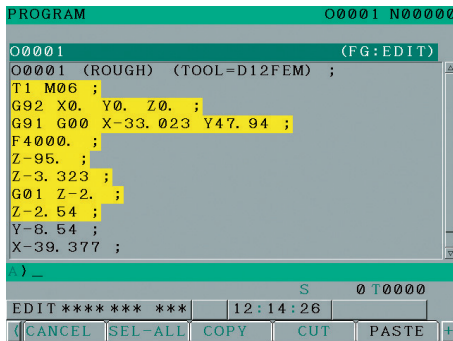 PROGRAM O0001 N00000
O0001 (FG:EDIT)
O0001 (ROUGH) (TOOL=D12FEM) ;
T1 M06 ;
G92 X0. Y0. Z0. ;
G91 G00 X-33.023 Y47.94 ;
F4000. ;
Z-95. ;
Z-3.323 ;
G01 Z-2. ;
Z-2.54 ;
Y-8.54 ;
X-39.377 ;
A)_
S 0 T0000
EDIT **** *** *** 12:14:26
( CANCEL SEL-ALL COPY CUT PASTE +